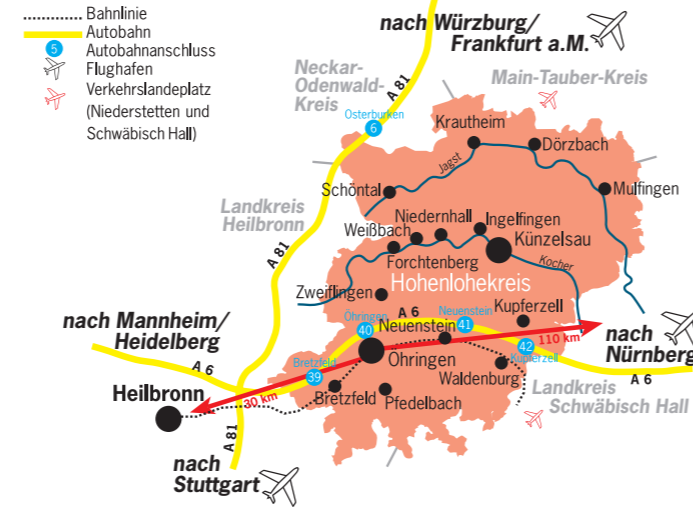 Bahnlinie
Autobahn
5 Autobahnanschluss
Flughafen
Verkehrslandeplatz
(Niederstetten und
Schwäbisch Hall)
nach Würzburg/
Frankfurt a.M.
Neckar-
Odenwald-
Kreis
A 81
Main-Tauber-Kreis
Osterburken
6
Krautheim
Dörzbach
Jagst
Schöntal
Mulfingen
Landkreis
Heilbronn
Niedernhall
Ingelfingen
Weißbach
Künzelsau
Forchtenberg
Kocher
A 81
Hohenlohekreis
Zweiflingen
nach Mannheim/
Heidelberg
Öhringen
40
A 6
Neuenstein
41
Kupferzell
Neuenstein
110 km
nach
Nürnberg
42
Kupferzell
A 6
Öhringen
Bretzfeld
39
A 6
Waldenburg
Heilbronn
30 km
Bretzfeld
Pfedelbach
Landkreis
Schwäbisch Hall
A 81
nach
Stuttgart